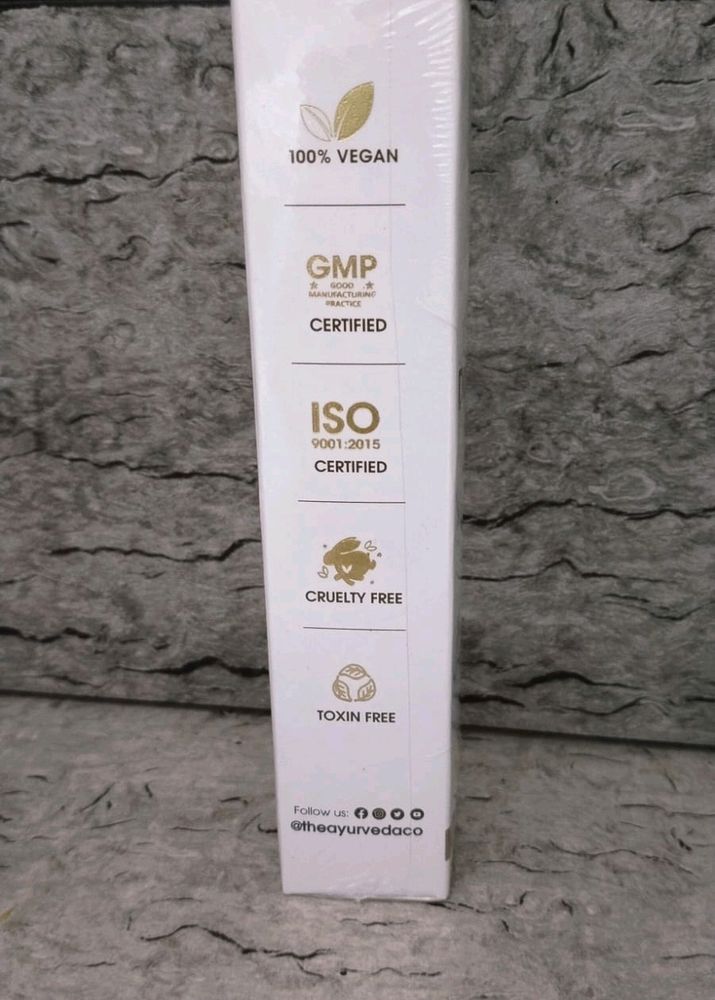 100% VEGAN
GMP
GOOD
MANUFACTURING
PRACTICE
CERTIFIED
ISO
9001:2015
CERTIFIED
CRUELTY FREE
TOXIN FREE
Follow us:
@theayurvedaco